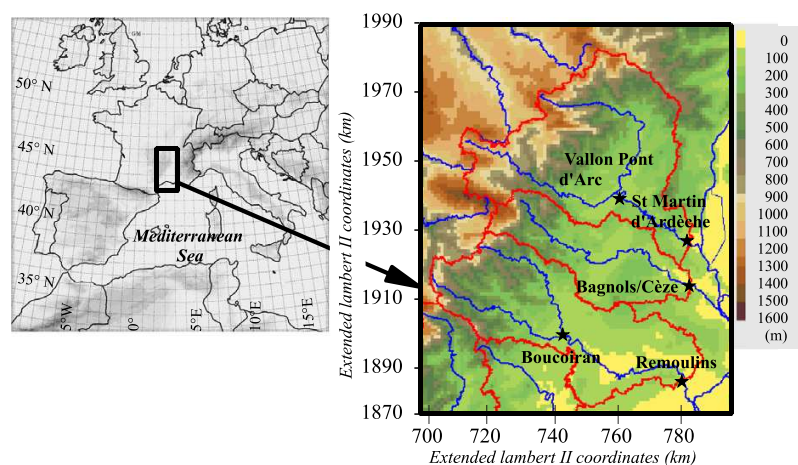 50° N
45° N
40° N
35° N
5°W
0°
5°E
10°E
15°E
Mediterranean
Sea
Extended lambert II coordinates (km)
1990
1970
1950
1930
1910
1890
1870
Vallon Pont
d'Arc
St Martin
d'Ardèche
Bagnols/Cèze
Boucoiran
Remoulins
700
720
740
760
780
Extended lambert II coordinates (km)
0
100
200
300
400
500
600
700
800
900
1000
1100
1200
1300
1400
1500
1600
(m)